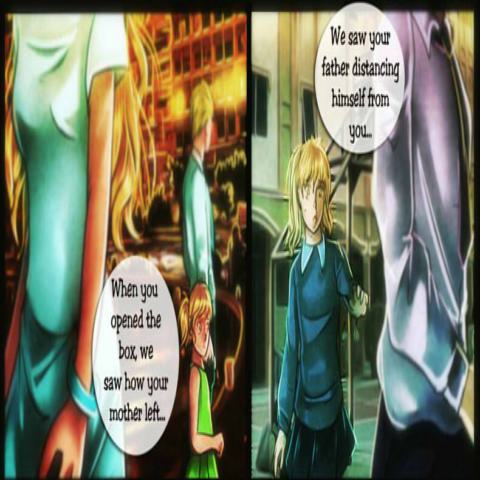 When you
opened the
box, we
saw how your
mother left...
We saw your
father distancing
himself from
you...